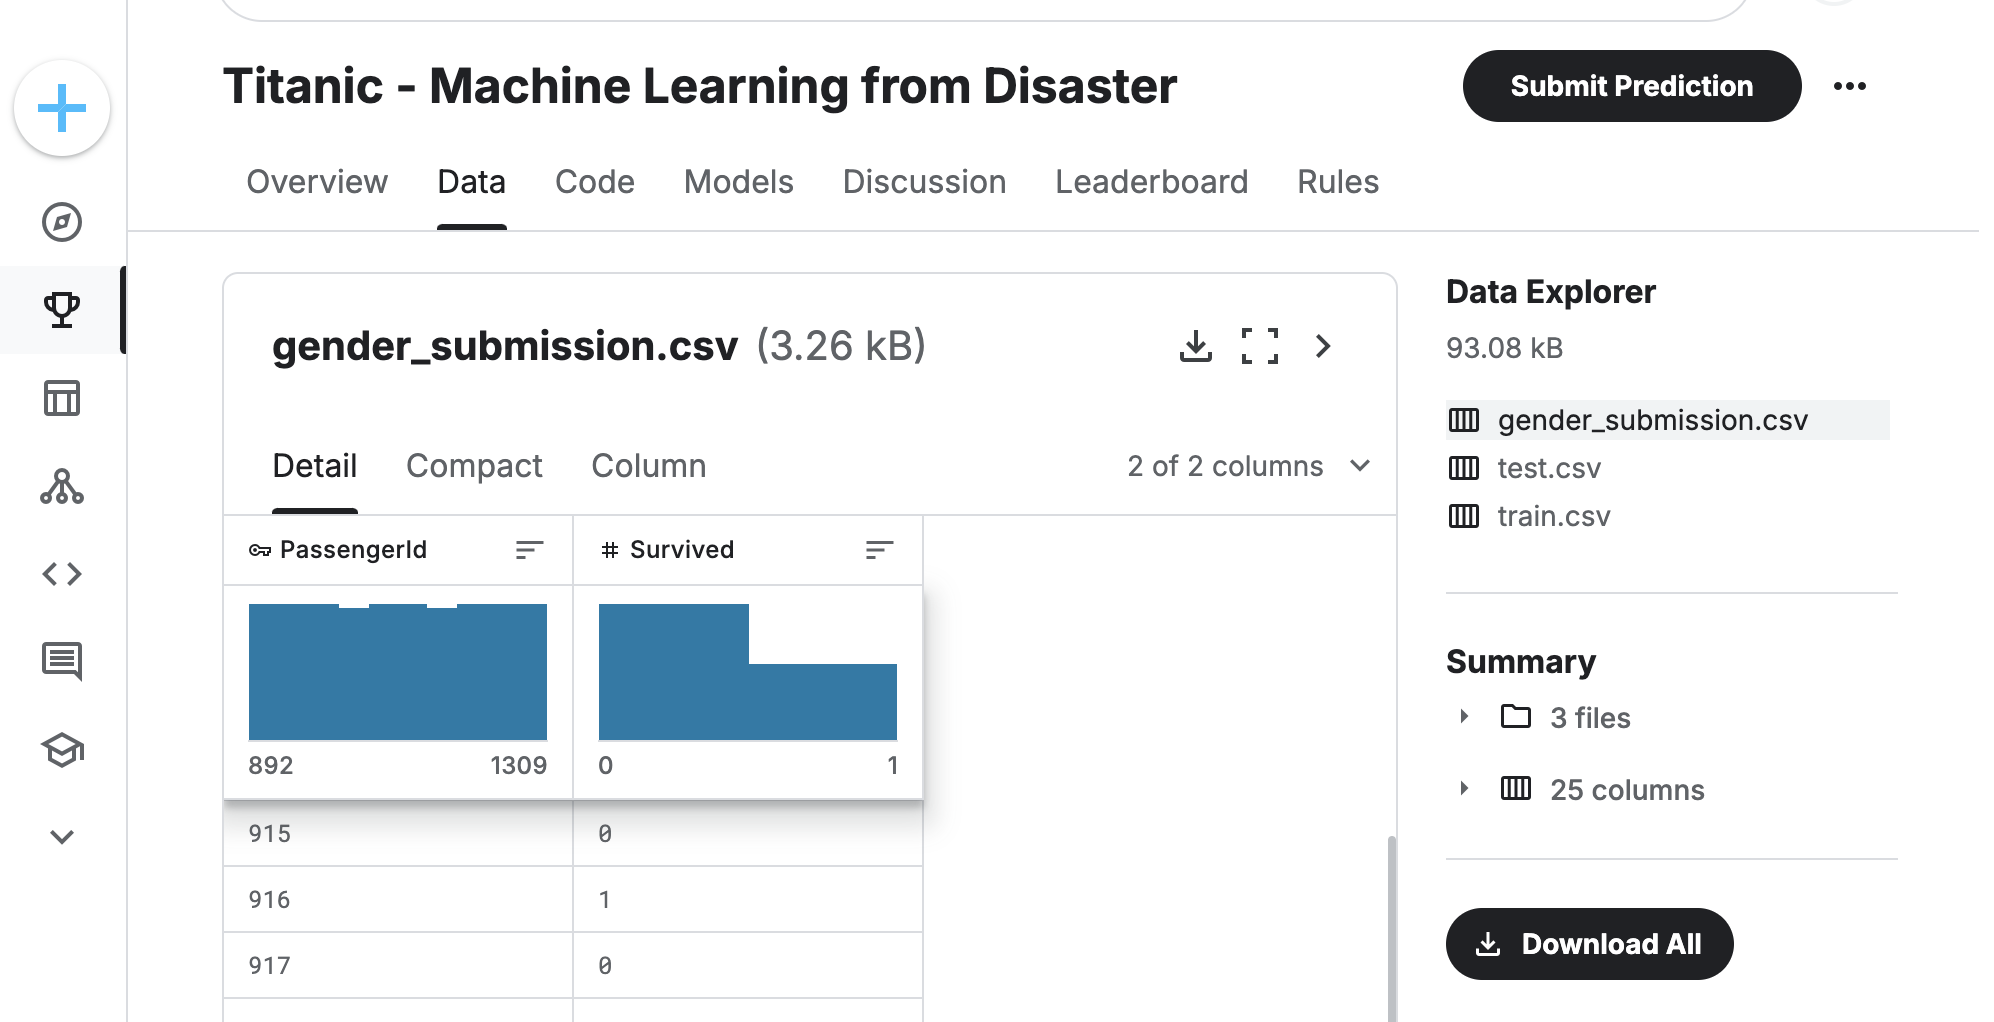 Titanic - Machine Learning from Disaster
Submit Prediction
Overview Data Code Models Discussion Leaderboard Rules
gender_submission.csv (3.26 kB)
Detail Compact Column
2 of 2 columns
PassengerId # Survived
892 1309 0 1
915 0
916 1
917 0
Data Explorer
93.08 kB
gender_submission.csv
test.csv
train.csv
Summary
3 files
25 columns
Download All